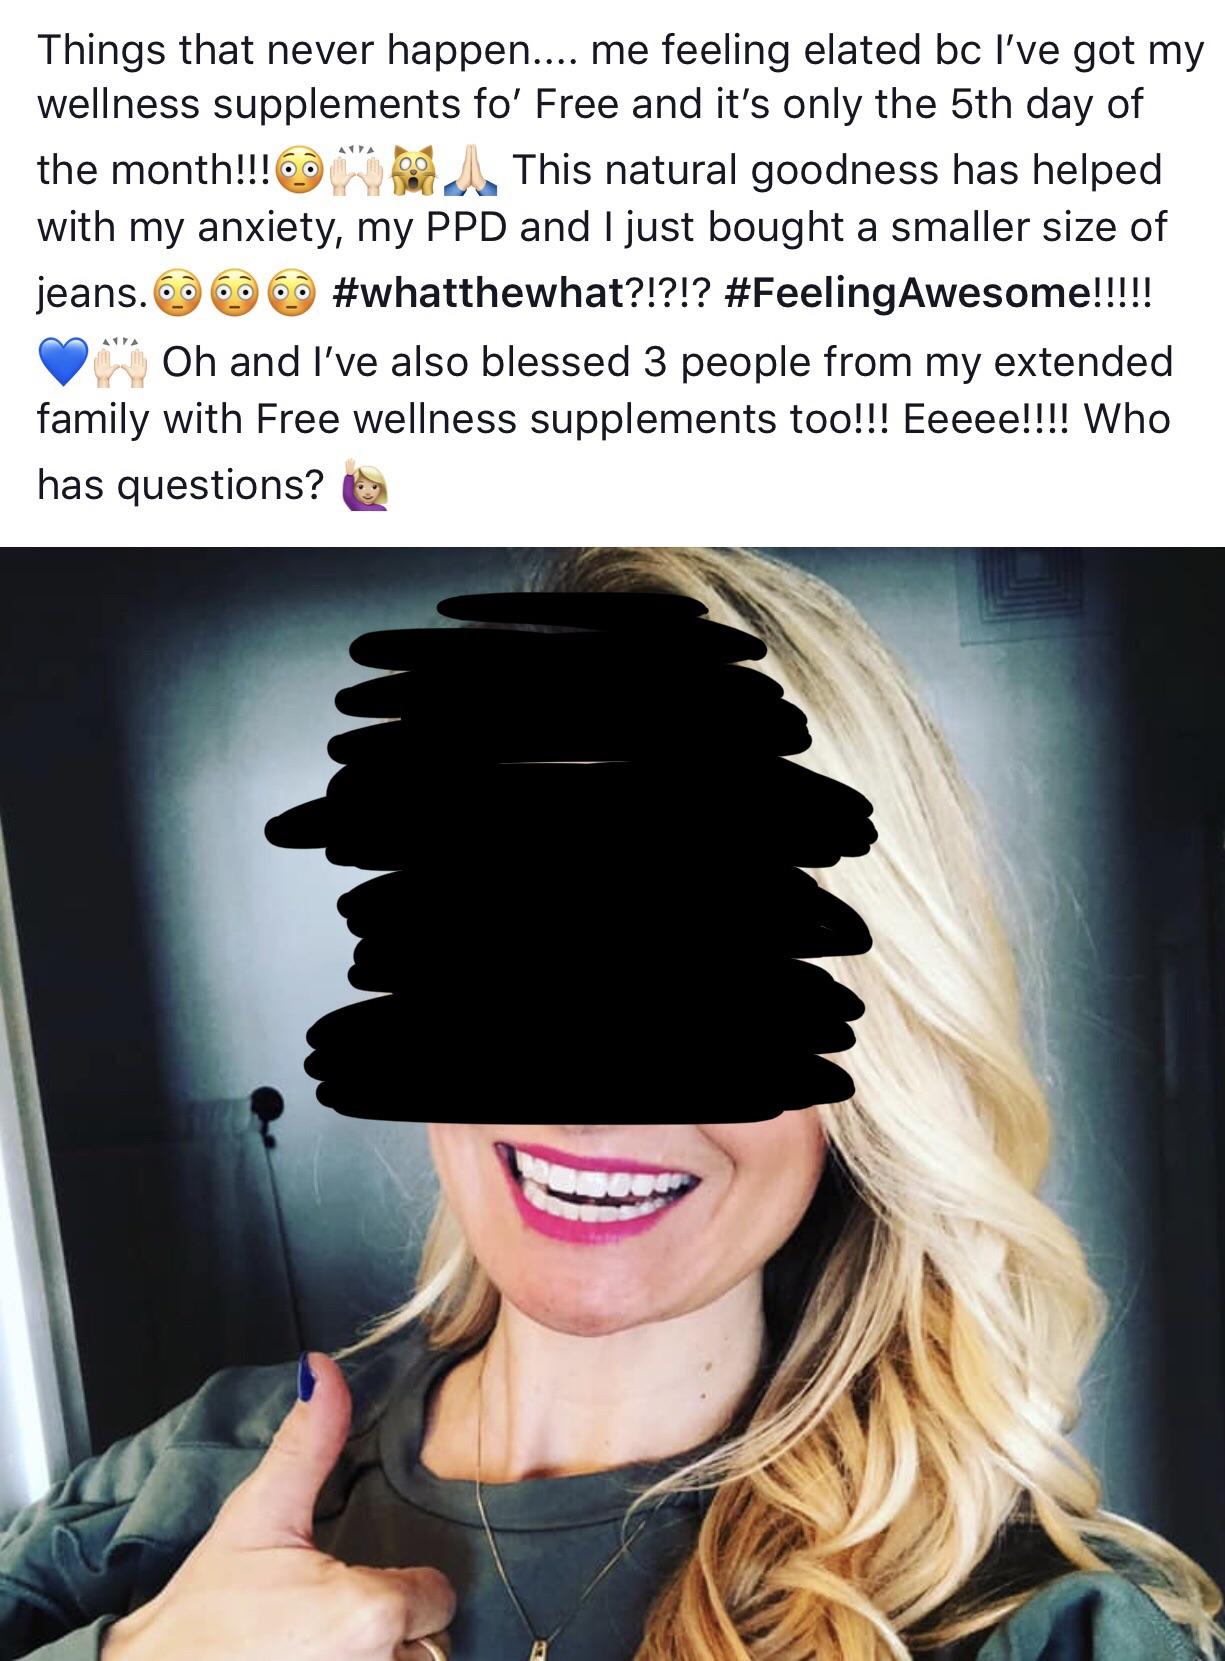 Things that never happen.... me feeling elated bc I’ve got my
wellness supplements fo’ Free and it’s only the 5th day of
the month!!!😳🙌🏻🙀🙏🏻 This natural goodness has helped
with my anxiety, my PPD and I just bought a smaller size of
jeans.😳😳😳 #whatthewhat?!?!? #FeelingAwesome!!!!!
💙🙌🏻 Oh and I’ve also blessed 3 people from my extended
family with Free wellness supplements too!!! Eeeee!!!! Who
has questions? 🙋🏼‍♀️